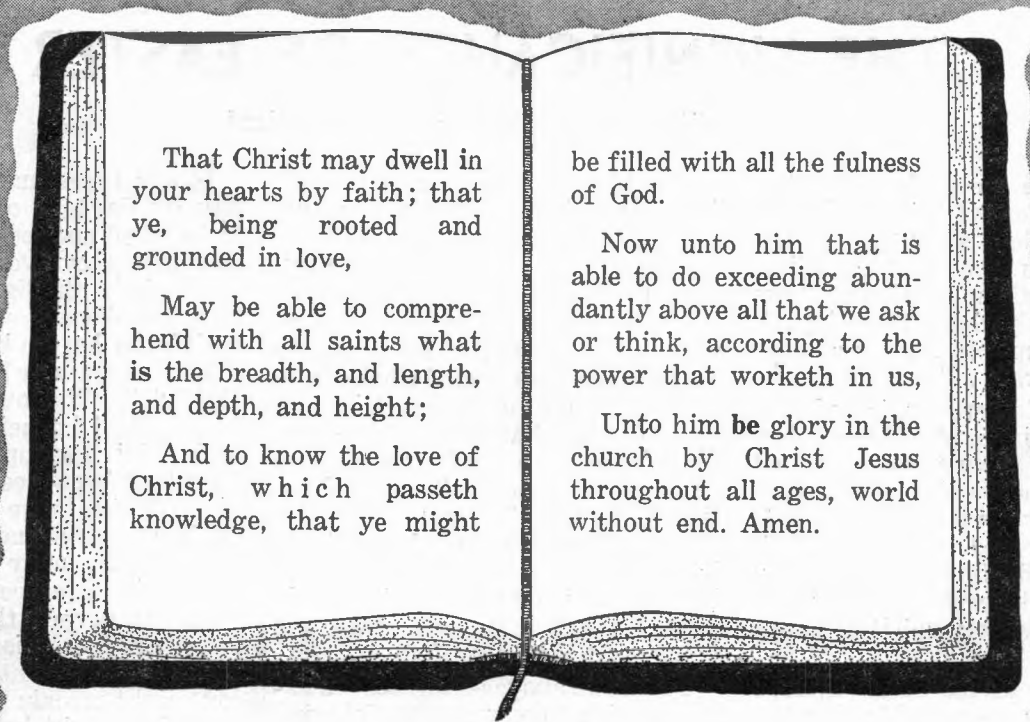 That Christ may dwell in
your hearts by faith; that
ye, being rooted and
grounded in love,
May be able to compre-
hend with all saints what
is the breadth, and length,
and depth, and height;
And to know the love of
Christ, which passeth
knowledge, that ye might
be filled with all the fulness
of God.
Now unto him that is
able to do exceeding abun-
dantly above all that we ask
or think, according to the
power that worketh in us,
Unto him be glory in the
church by Christ Jesus
throughout all ages, world
without end. Amen.